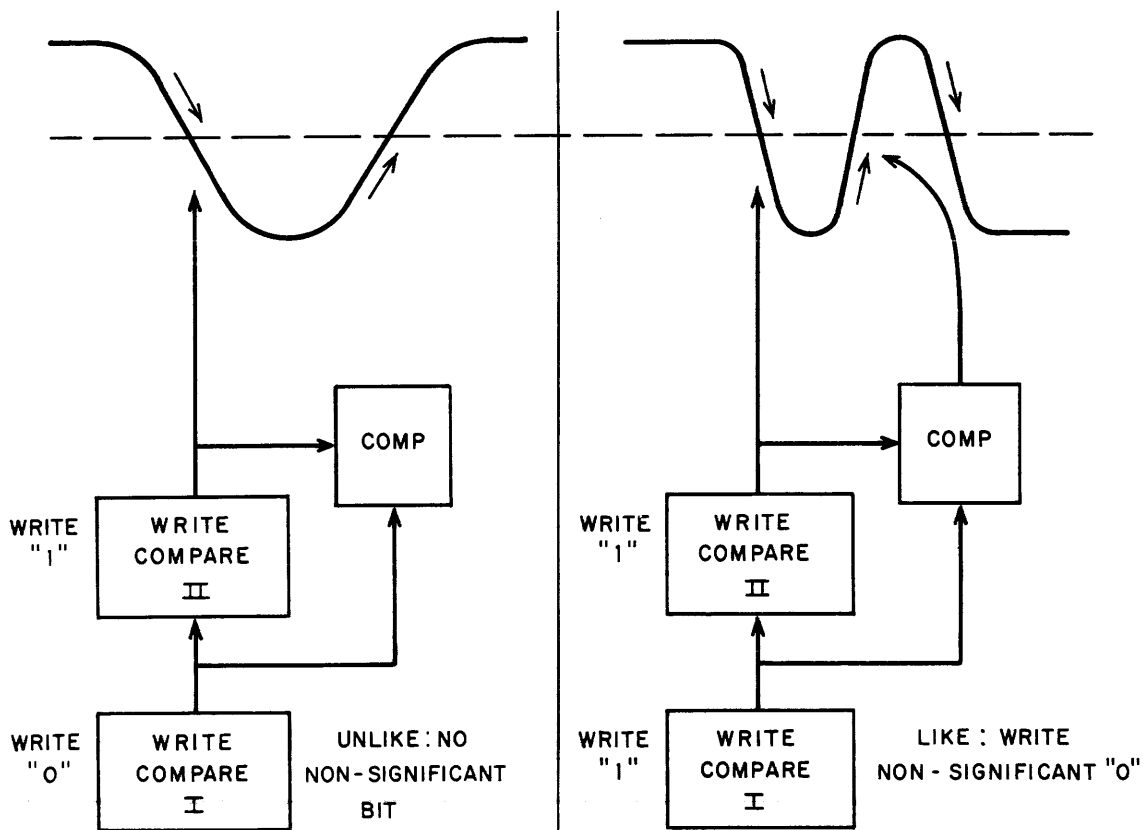 COMP
WRITE
"1"
WRITE
COMPARE
II
WRITE
"0"
WRITE
COMPARE
I
UNLIKE: NO
NON-SIGNIFICANT
BIT
COMP
WRITE
"1"
WRITE
COMPARE
II
WRITE
"1"
WRITE
COMPARE
I
LIKE: WRITE
NON-SIGNIFICANT "0"